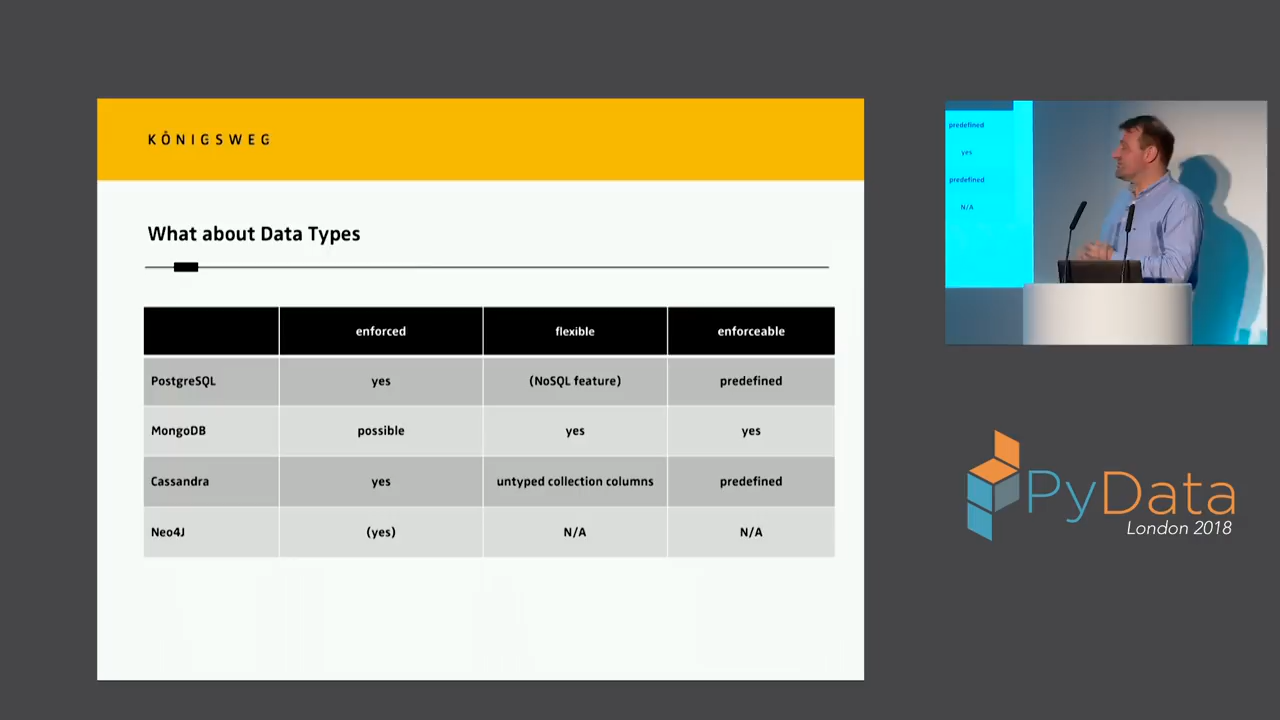 KÖNIGSWEG
What about Data Types
enforced flexible enforceable
PostgreSQL yes (NoSQL feature) predefined
MongoDB possible yes yes
Cassandra yes untyped collection columns predefined
Neo4J (yes) N/A N/A
predefined
yes
predefined
N/A
PyData
London 2018